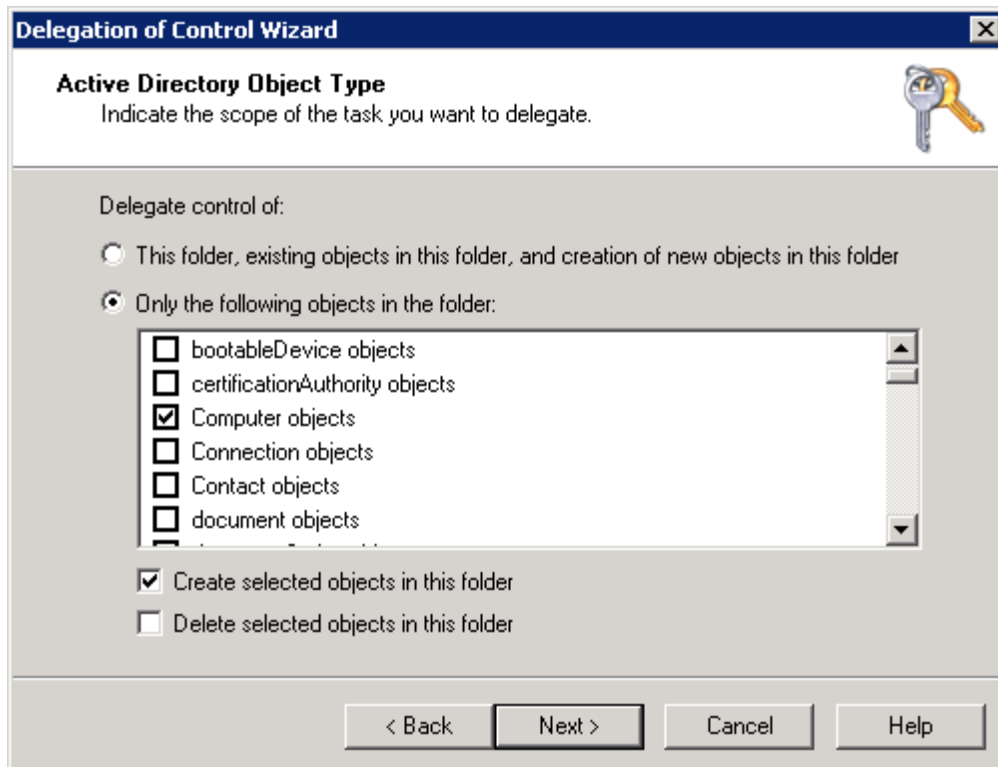 Delegation of Control Wizard
Active Directory Object Type
Indicate the scope of the task you want to delegate.
Delegate control of:
This folder, existing objects in this folder, and creation of new objects in this folder
Only the following objects in the folder:
bootableDevice objects
certificationAuthority objects
Computer objects
Connection objects
Contact objects
document objects
Create selected objects in this folder
Delete selected objects in this folder
< Back
Next >
Cancel
Help